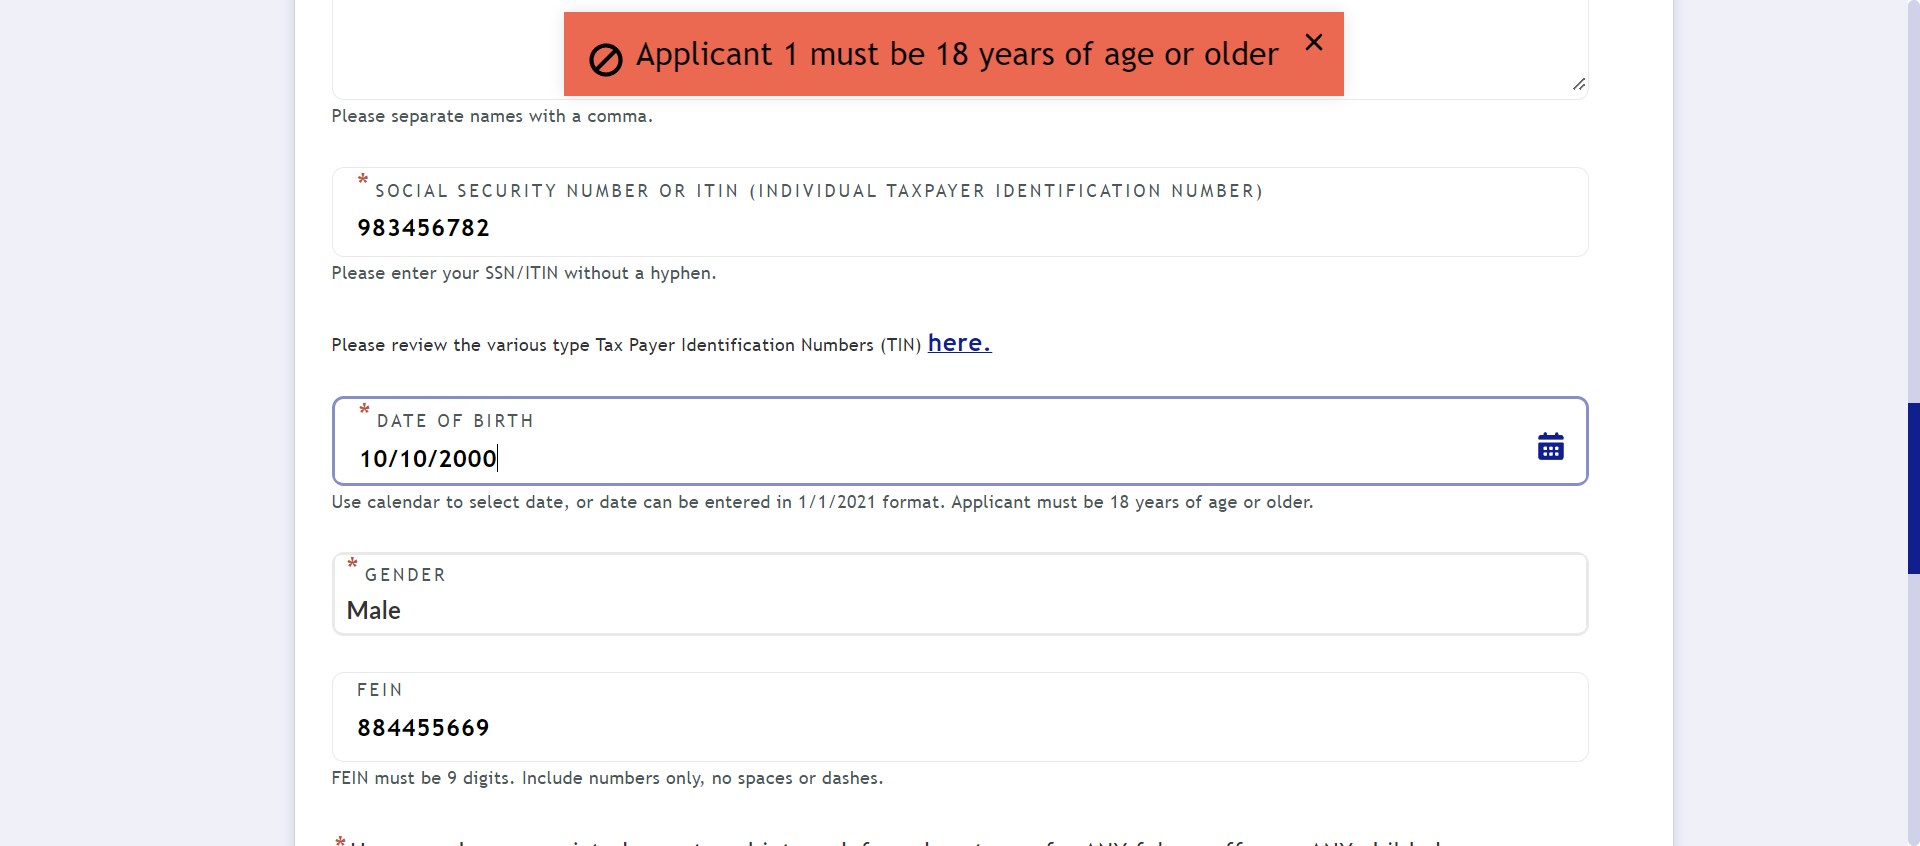 Applicant 1 must be 18 years of age or older
Please separate names with a comma.
* SOCIAL SECURITY NUMBER OR ITIN (INDIVIDUAL TAXPAYER IDENTIFICATION NUMBER)
983456782
Please enter your SSN/ITIN without a hyphen.
Please review the various type Tax Payer Identification Numbers (TIN) here.
* DATE OF BIRTH
10/10/2000
Use calendar to select date, or date can be entered in 1/1/2021 format. Applicant must be 18 years of age or older.
* GENDER
Male
FEIN
884455669
FEIN must be 9 digits. Include numbers only, no spaces or dashes.